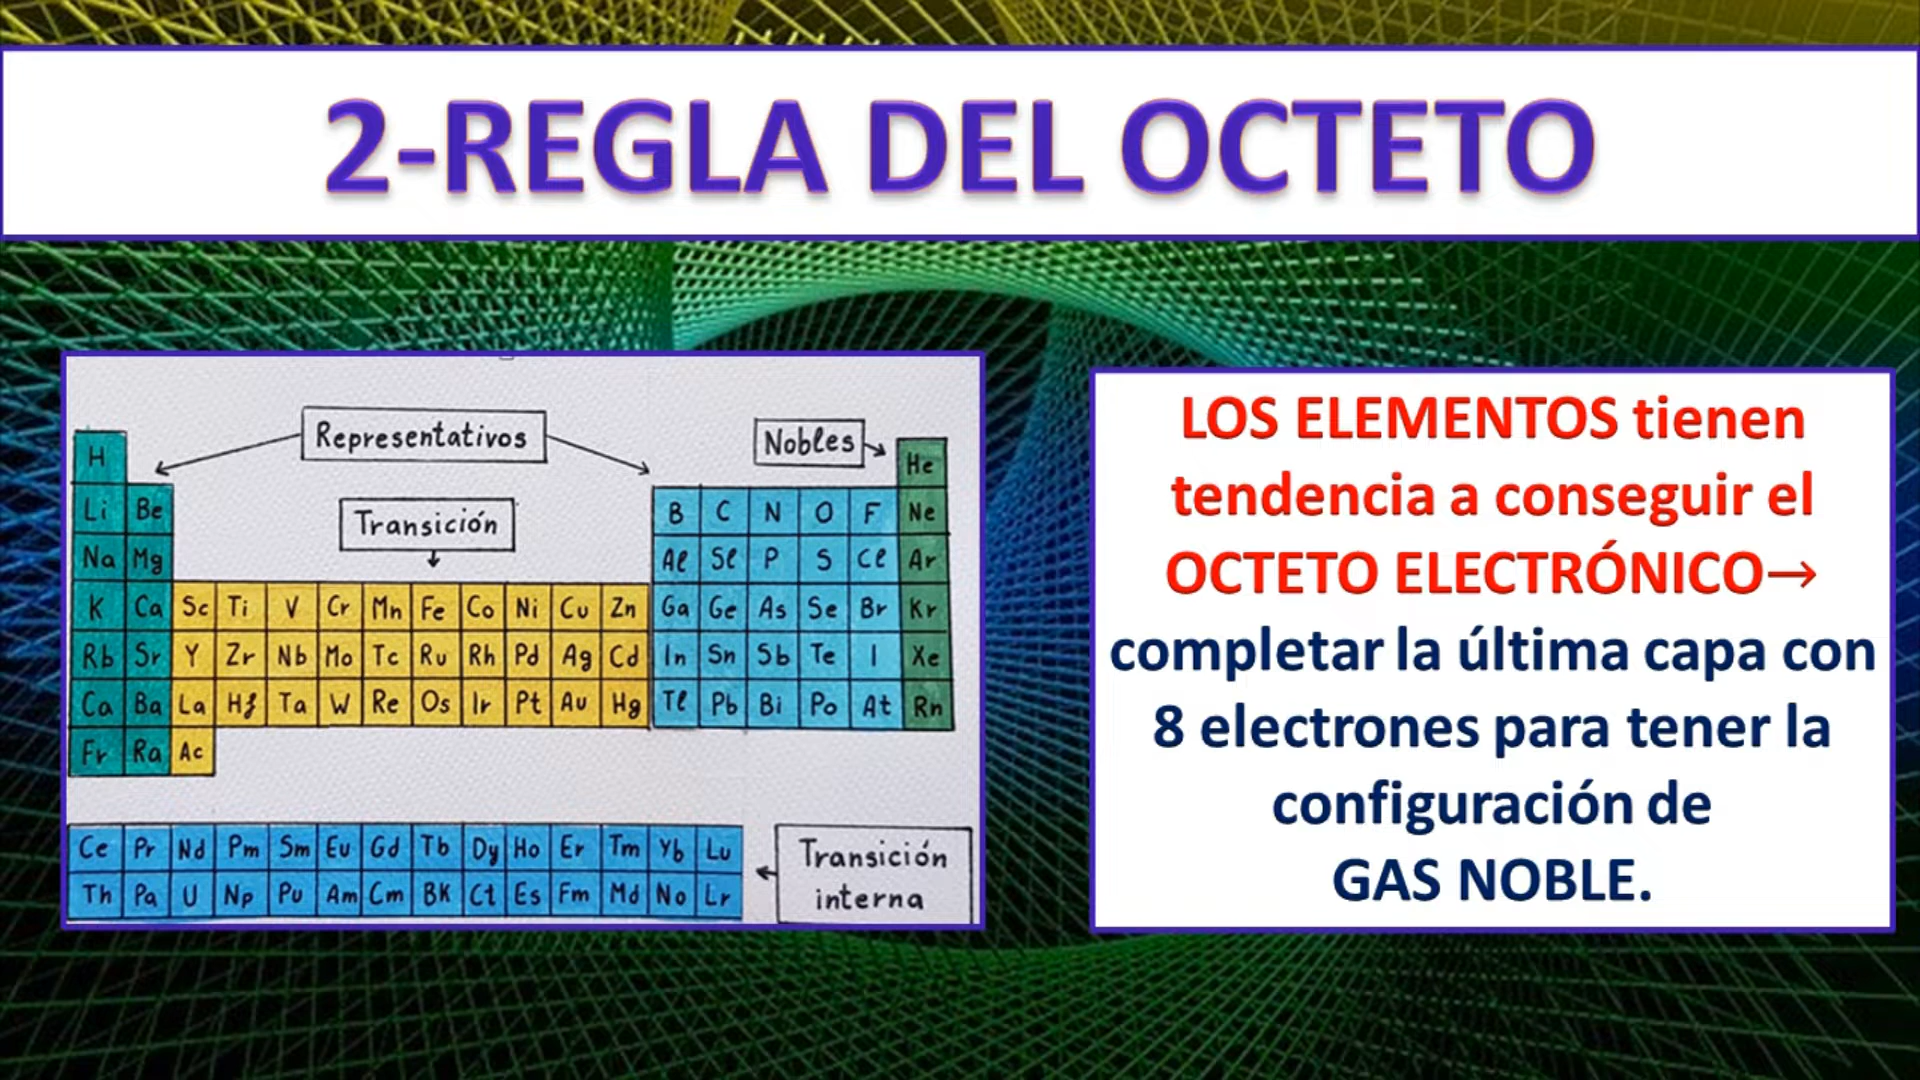 2-REGLA DEL OCTETO
Representativos
Nobles
Transición
H He
Li Be B C N O F Ne
Na Mg Al Sl P S Cl Ar
K Ca Sc Ti V Cr Mn Fe Co Ni Cu Zn Ga Ge As Se Br Kr
Rb Sr Y Zr Nb Mo Tc Ru Rh Pd Ag Cd In Sn Sb Te I Xe
Ca Ba La Hf Ta W Re Os Ir Pt Au Hg Tl Pb Bi Po At Rn
Fr Ra Ac
Ce Pr Nd Pm Sm Eu Gd Tb Dy Ho Er Tm Yb Lu
Th Pa U Np Pu Am Cm BK Ct Es Fm Md No Lr
Transición
interna
LOS ELEMENTOS tienen
tendencia a conseguir el
OCTETO ELECTRÓNICO→
completar la última capa con
8 electrones para tener la
configuración de
GAS NOBLE.